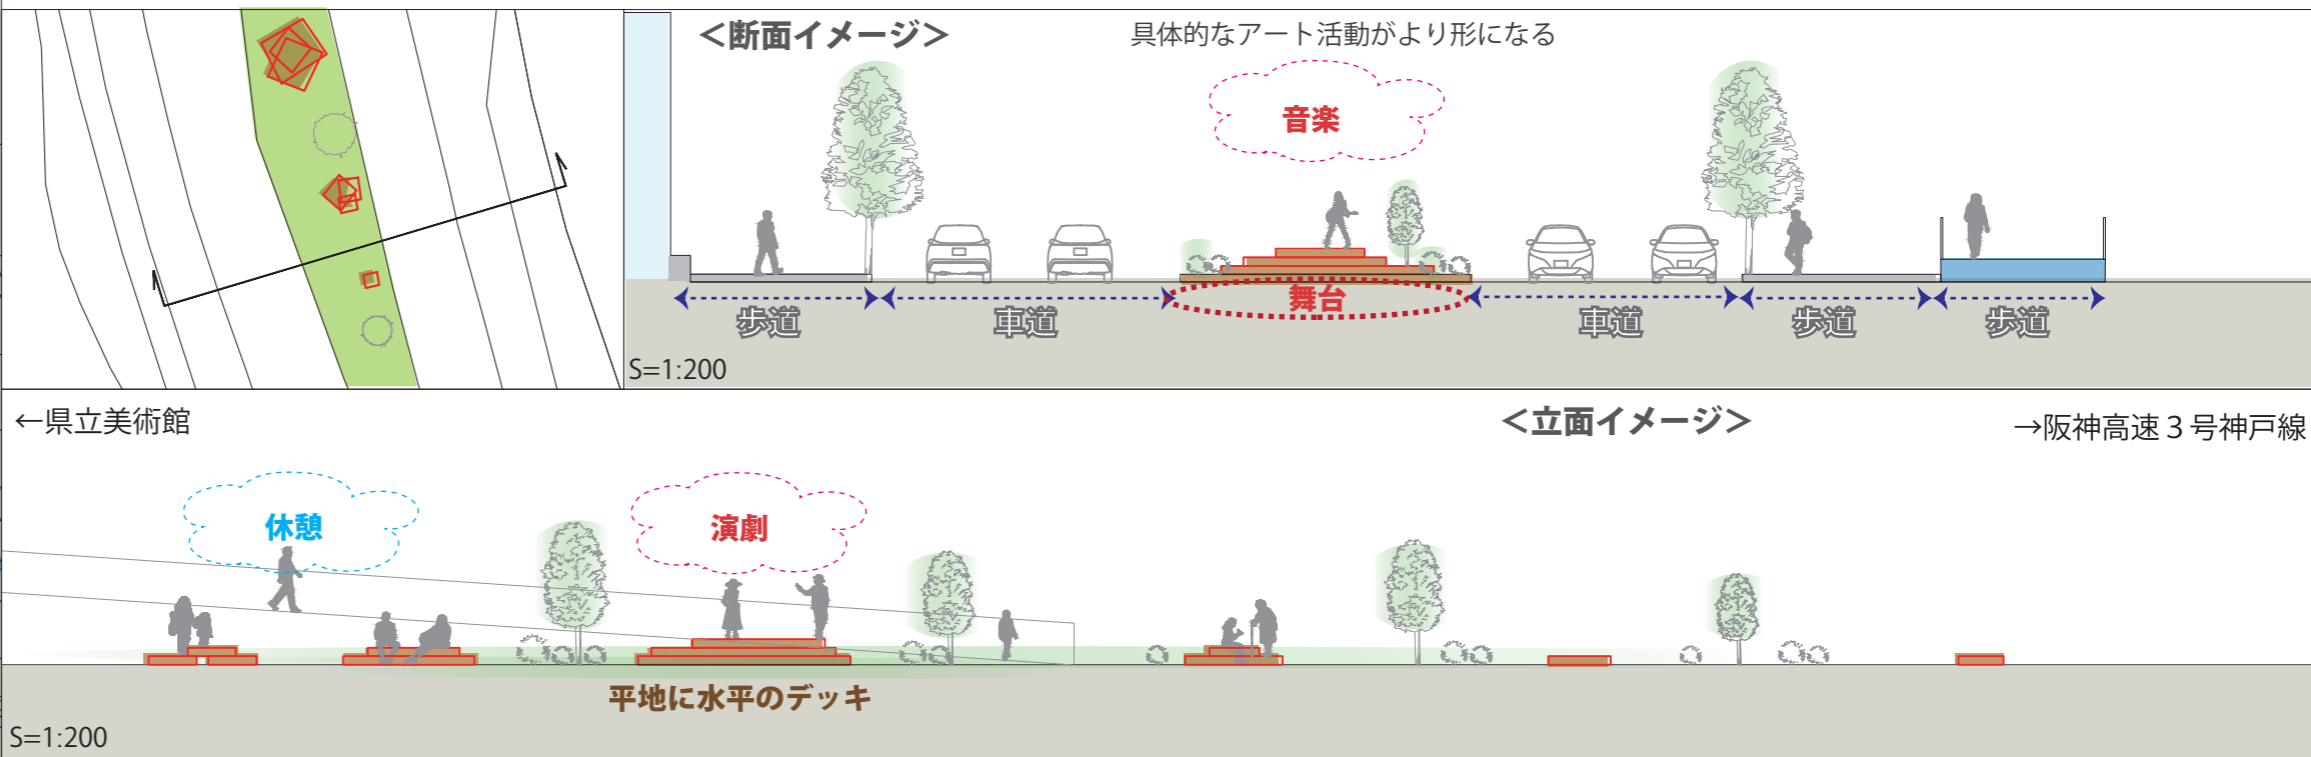 ＜断面イメージ＞
具体的なアート活動がより形になる
音楽
舞台
歩道
車道
車道
歩道
歩道
S=1:200
←県立美術館
＜立面イメージ＞
→阪神高速３号神戸線
休憩
演劇
平地に水平のデッキ
S=1:200